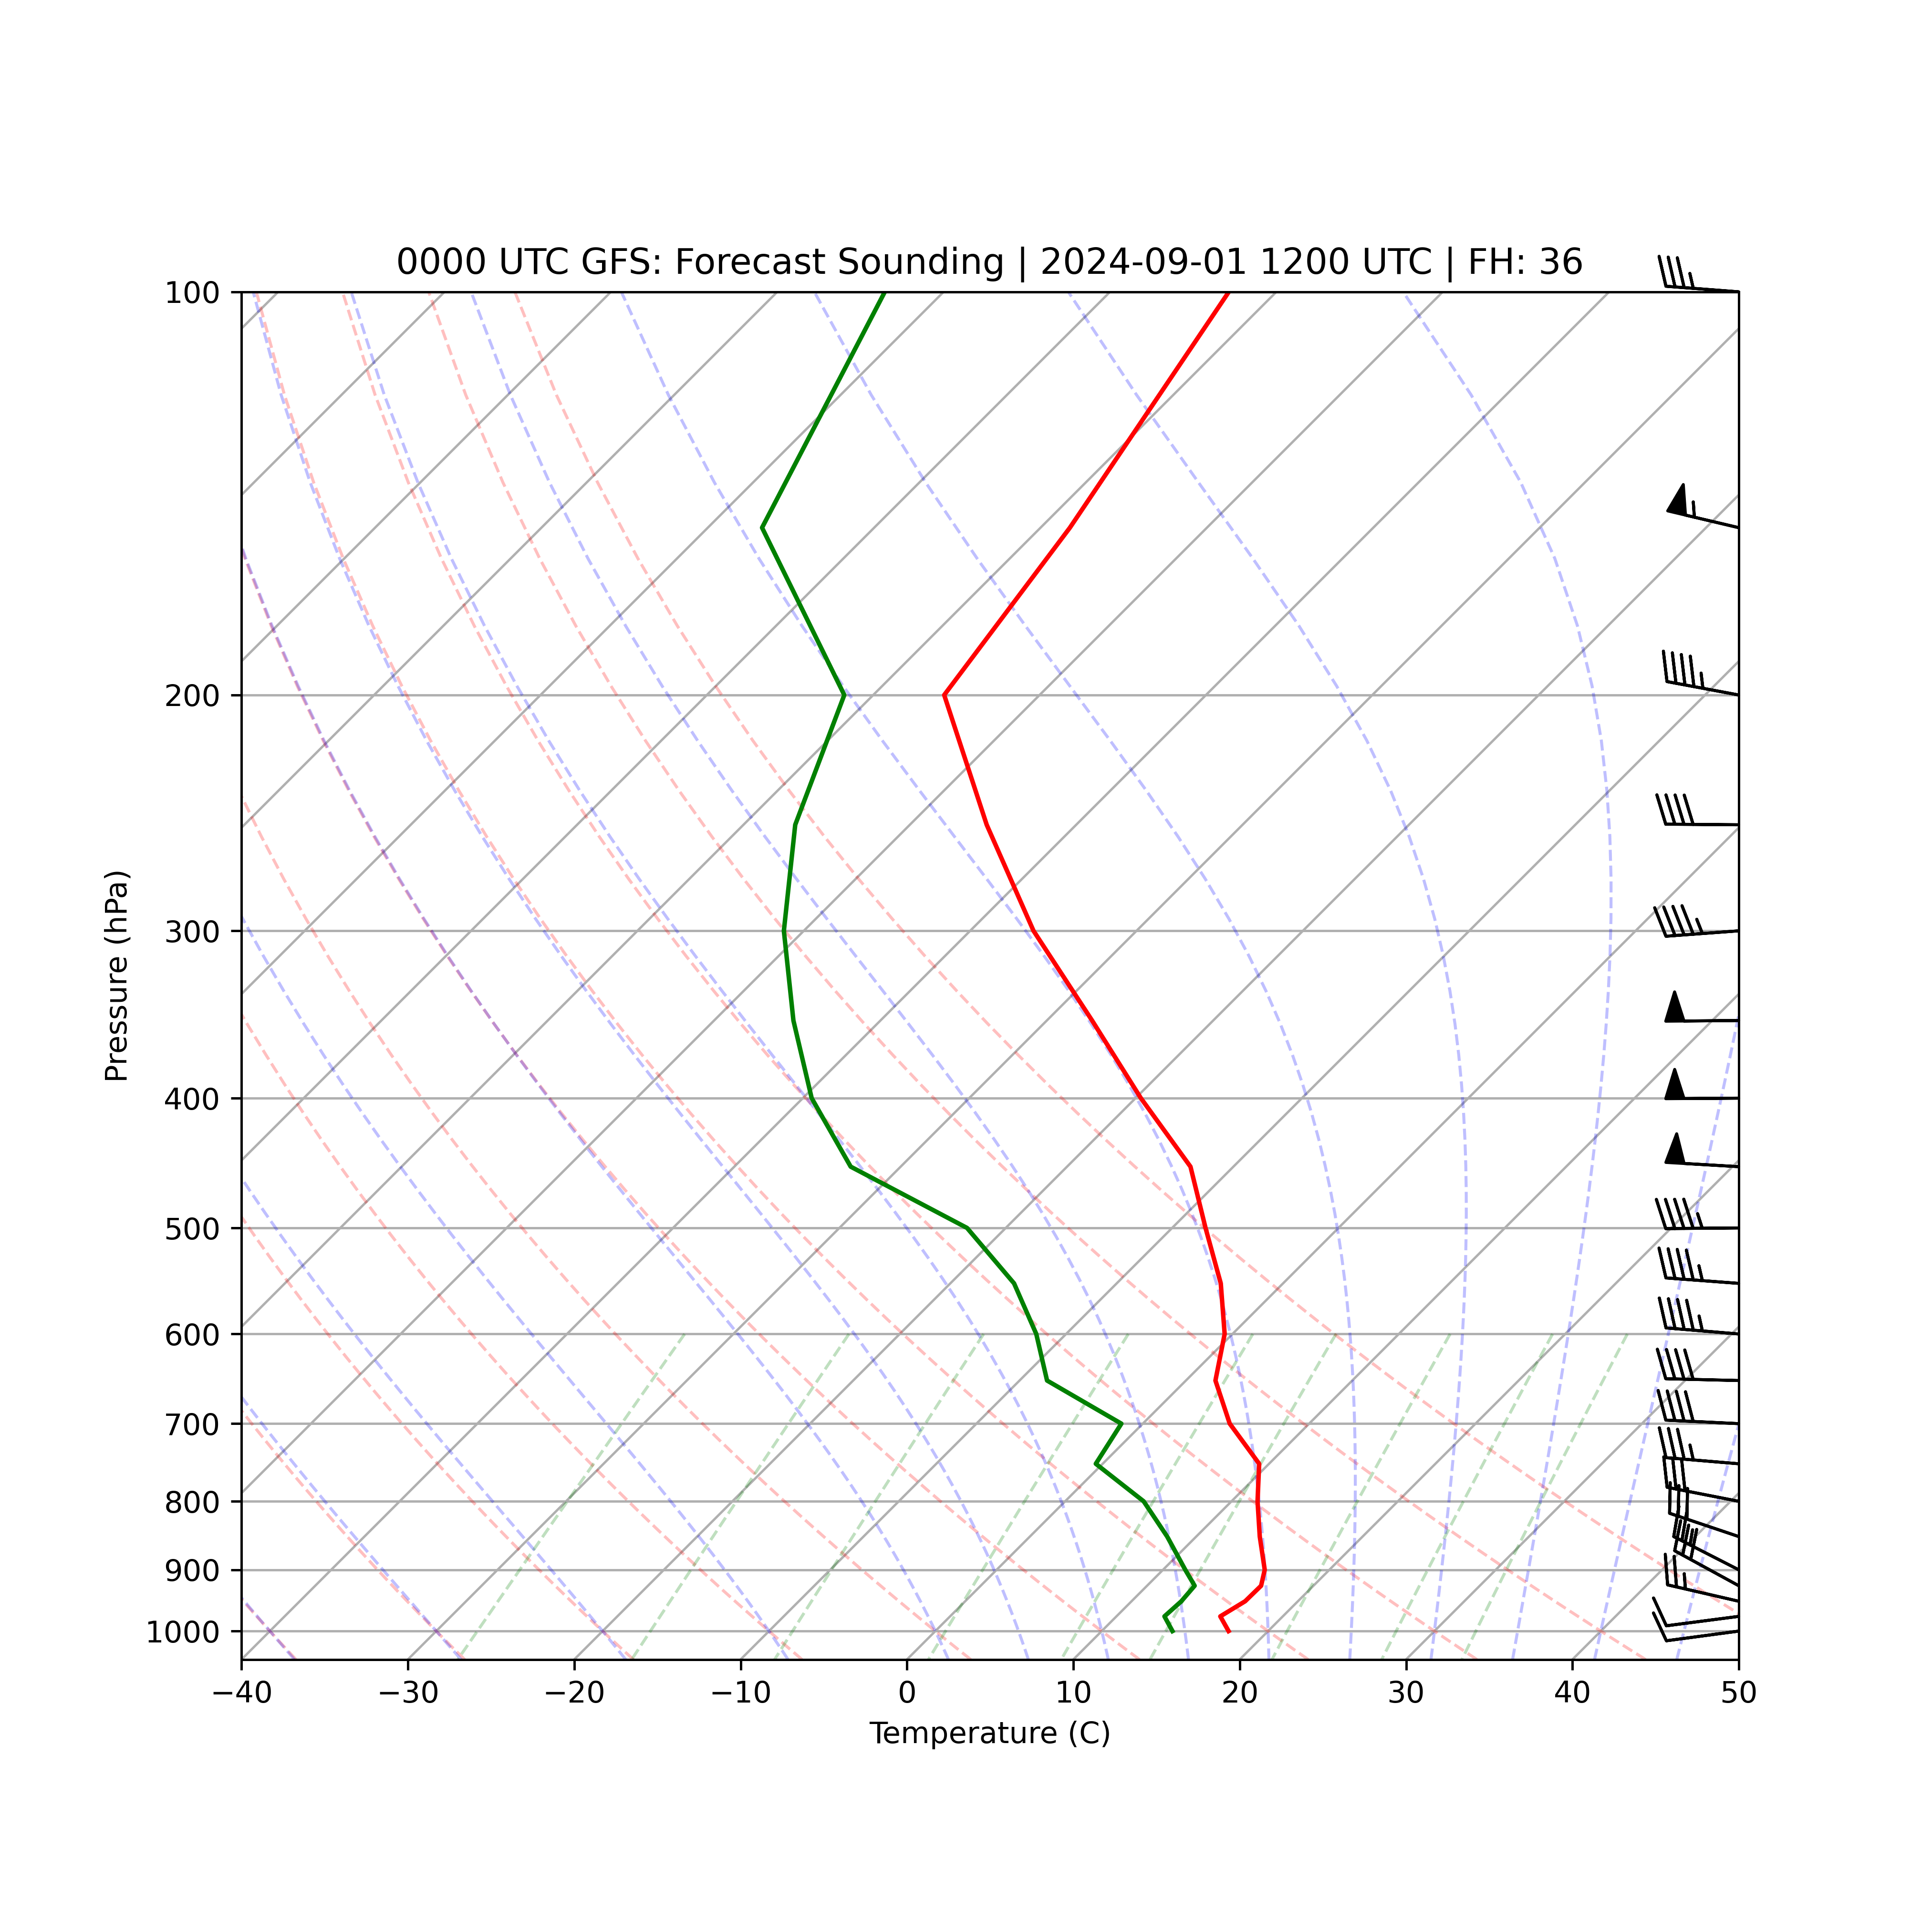 0000 UTC GFS: Forecast Sounding | 2024-09-01 1200 UTC | FH: 36
100
200
300
400
500
600
700
800
900
1000
Pressure (hPa)
−40 −30 −20 −10 0 10 20 30 40 50
Temperature (C)